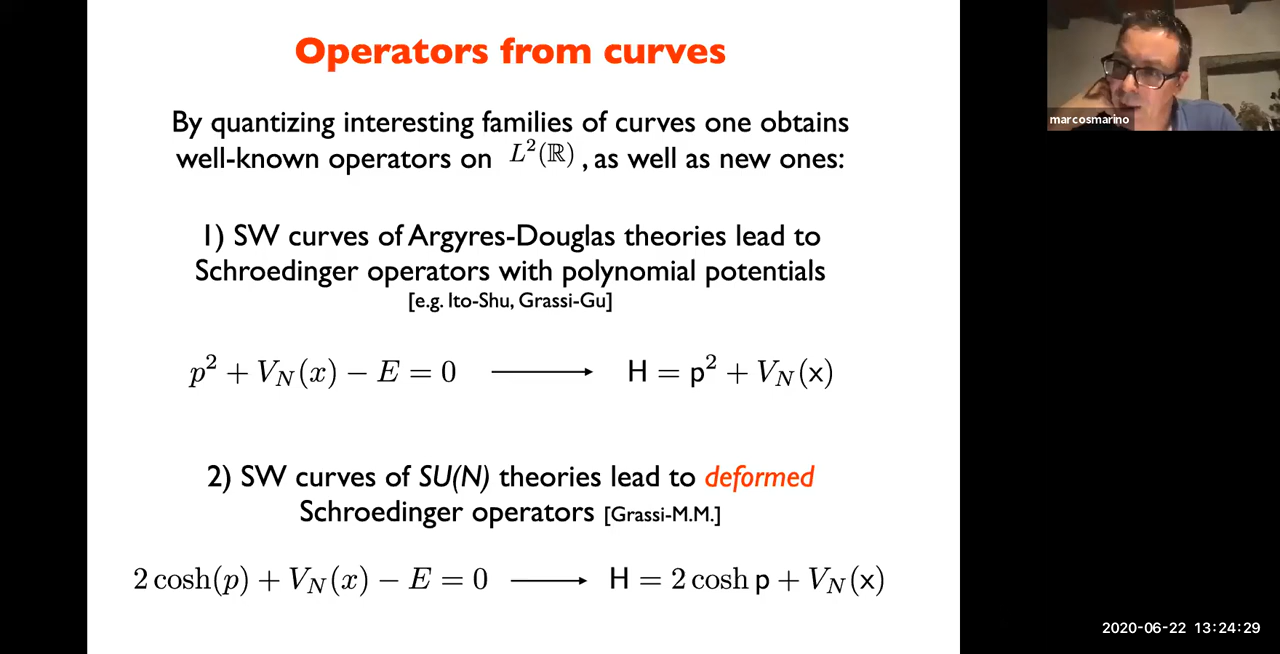 Operators from curves
By quantizing interesting families of curves one obtains
well-known operators on L²(ℝ) , as well as new ones:
1) SW curves of Argyres-Douglas theories lead to
Schroedinger operators with polynomial potentials
[e.g. Ito-Shu, Grassi-Gu]
p² + V_N(x) − E = 0 ⟶ H = p² + V_N(x)
2) SW curves of SU(N) theories lead to deformed
Schroedinger operators [Grassi-M.M.]
2 cosh(p) + V_N(x) − E = 0 ⟶ H = 2 cosh p + V_N(x)
marcosmarino
2020-06-22 13:24:29